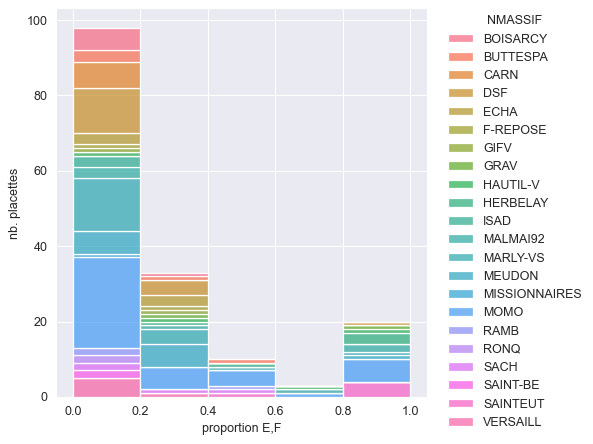 100
80
60
40
20
0
nb. placettes
0.0 0.2 0.4 0.6 0.8 1.0
proportion E,F
NMASSIF
BOISARCY
BUTTESPA
CARN
DSF
ECHA
F-REPOSE
GIFV
GRAV
HAUTIL-V
HERBELAY
ISAD
MALMAI92
MARLY-VS
MEUDON
MISSIONNAIRES
MOMO
RAMB
RONQ
SACH
SAINT-BE
SAINTEUT
VERSAILL